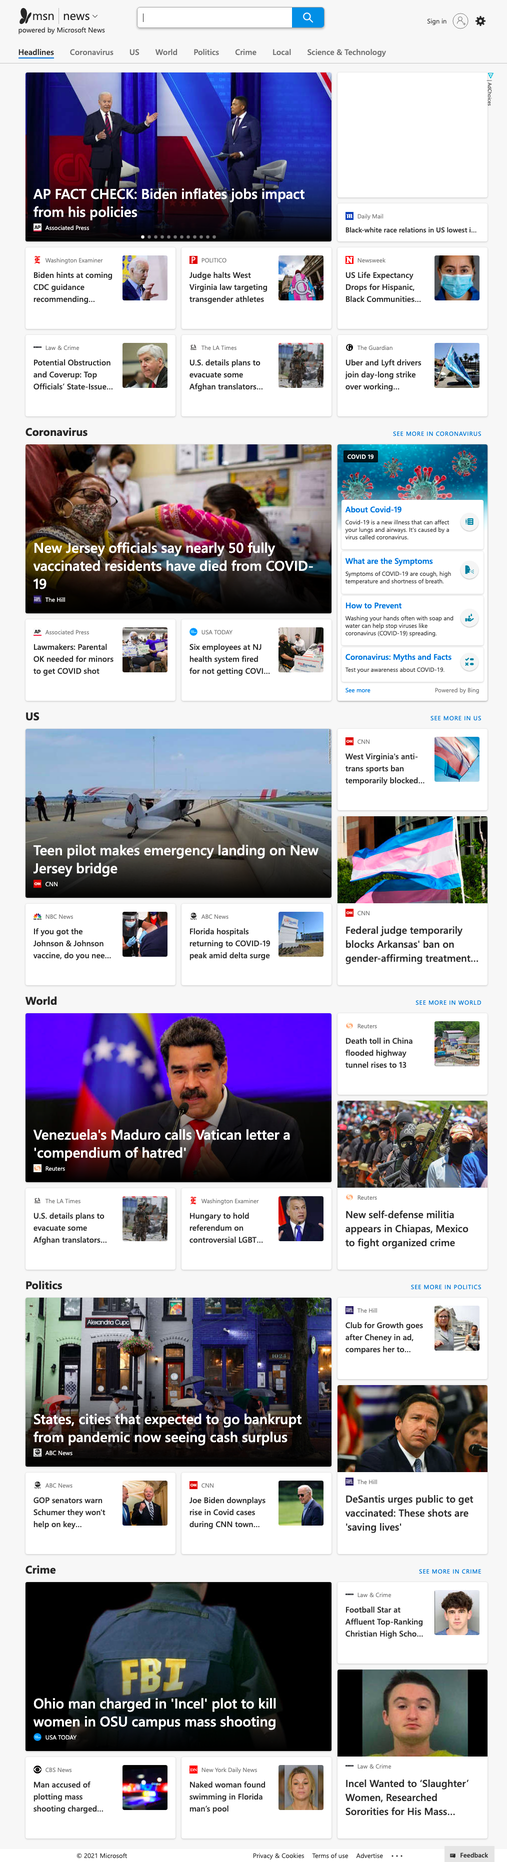 msn news
powered by Microsoft News
Sign in
Headlines Coronavirus US World Politics Crime Local Science & Technology
AdChoices
AP FACT CHECK: Biden inflates jobs impact
from his policies
AP Associated Press
Daily Mail
Black-white race relations in US lowest i...
Washington Examiner
Biden hints at coming
CDC guidance
recommending...
POLITICO
Judge halts West
Virginia law targeting
transgender athletes
Newsweek
US Life Expectancy
Drops for Hispanic,
Black Communities...
Law & Crime
Potential Obstruction
and Coverup: Top
Officials' State-Issue...
The LA Times
U.S. details plans to
evacuate some
Afghan translators...
The Guardian
Uber and Lyft drivers
join day-long strike
over working...
Coronavirus
SEE MORE IN CORONAVIRUS
New Jersey officials say nearly 50 fully
vaccinated residents have died from COVID-
19
The Hill
COVID 19
About Covid-19
Covid-19 is a new illness that can affect
your lungs and airways. It's caused by a
virus called coronavirus.
What are the Symptoms
Symptoms of COVID-19 are cough, high
temperature and shortness of breath.
How to Prevent
Washing your hands often with soap and
water can help stop viruses like
coronavirus (COVID-19) spreading.
Coronavirus: Myths and Facts
Test your awareness about COVID-19.
See more
Powered by Bing
AP Associated Press
Lawmakers: Parental
OK needed for minors
to get COVID shot
USA TODAY
Six employees at NJ
health system fired
for not getting COVI...
US
SEE MORE IN US
Teen pilot makes emergency landing on New
Jersey bridge
CNN
CNN
West Virginia's anti-
trans sports ban
temporarily blocked...
CNN
Federal judge temporarily
blocks Arkansas' ban on
gender-affirming treatment...
NBC News
If you got the
Johnson & Johnson
vaccine, do you nee...
ABC News
Florida hospitals
returning to COVID-19
peak amid delta surge
World
SEE MORE IN WORLD
Venezuela's Maduro calls Vatican letter a
'compendium of hatred'
Reuters
Reuters
Death toll in China
flooded highway
tunnel rises to 13
Reuters
New self-defense militia
appears in Chiapas, Mexico
to fight organized crime
The LA Times
U.S. details plans to
evacuate some
Afghan translators...
Washington Examiner
Hungary to hold
referendum on
controversial LGBT...
Politics
SEE MORE IN POLITICS
Alexandria Cupc
States, cities that expected to go bankrupt
from pandemic now seeing cash surplus
ABC News
The Hill
Club for Growth goes
after Cheney in ad,
compares her to...
The Hill
DeSantis urges public to get
vaccinated: These shots are
'saving lives'
ABC News
GOP senators warn
Schumer they won't
help on key...
CNN
Joe Biden downplays
rise in Covid cases
during CNN town...
Crime
SEE MORE IN CRIME
FBI
Ohio man charged in 'Incel' plot to kill
women in OSU campus mass shooting
USA TODAY
Law & Crime
Football Star at
Affluent Top-Ranking
Christian High Scho...
Law & Crime
Incel Wanted to 'Slaughter'
Women, Researched
Sororities for His Mass...
CBS News
Man accused of
plotting mass
shooting charged...
New York Daily News
Naked woman found
swimming in Florida
man's pool
© 2021 Microsoft
Privacy & Cookies Terms of use Advertise
Feedback